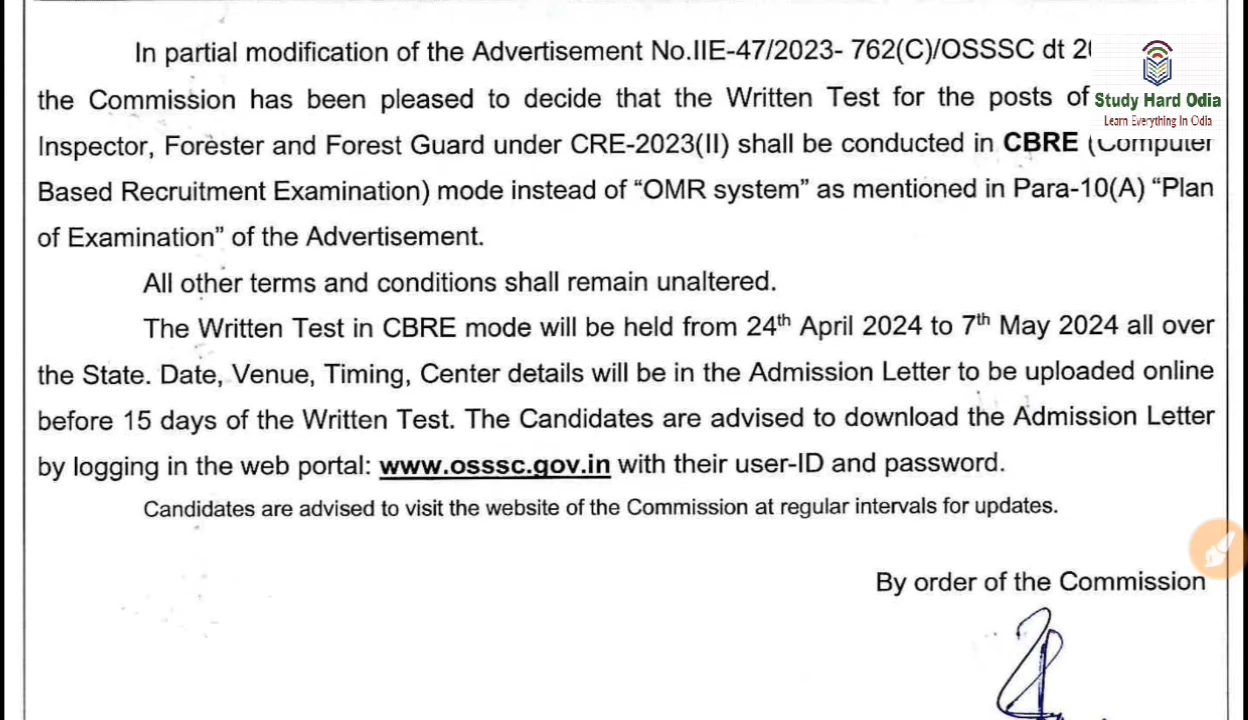 In partial modification of the Advertisement No.IIE-47/2023- 762(C)/OSSSC dt
the Commission has been pleased to decide that the Written Test for the posts of
Study Hard Odia
Learn Everything In Odia
Inspector, Forester and Forest Guard under CRE-2023(II) shall be conducted in CBRE (Computer
Based Recruitment Examination) mode instead of “OMR system” as mentioned in Para-10(A) “Plan
of Examination” of the Advertisement.
All other terms and conditions shall remain unaltered.
The Written Test in CBRE mode will be held from 24th April 2024 to 7th May 2024 all over
the State. Date, Venue, Timing, Center details will be in the Admission Letter to be uploaded online
before 15 days of the Written Test. The Candidates are advised to download the Admission Letter
by logging in the web portal: www.osssc.gov.in with their user-ID and password.
Candidates are advised to visit the website of the Commission at regular intervals for updates.
By order of the Commission